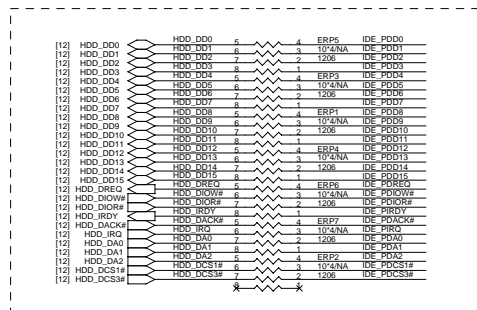 HDD_DD0 5 4 ERP5 IDE_PDD0
[12] HDD_DD0 HDD_DD1 6 3 10*4/NA IDE_PDD1
[12] HDD_DD1 HDD_DD2 7 2 1206 IDE_PDD2
[12] HDD_DD2 HDD_DD3 8 1 IDE_PDD3
[12] HDD_DD3 HDD_DD4 5 4 ERP3 IDE_PDD4
[12] HDD_DD4 HDD_DD5 6 3 10*4/NA IDE_PDD5
[12] HDD_DD5 HDD_DD6 7 2 1206 IDE_PDD6
[12] HDD_DD6 HDD_DD7 8 1 IDE_PDD7
[12] HDD_DD7 HDD_DD8 5 4 ERP1 IDE_PDD8
[12] HDD_DD8 HDD_DD9 6 3 10*4/NA IDE_PDD9
[12] HDD_DD9 HDD_DD10 7 2 1206 IDE_PDD10
[12] HDD_DD10 HDD_DD11 8 1 IDE_PDD11
[12] HDD_DD11 HDD_DD12 5 4 ERP4 IDE_PDD12
[12] HDD_DD12 HDD_DD13 6 3 10*4/NA IDE_PDD13
[12] HDD_DD13 HDD_DD14 7 2 1206 IDE_PDD14
[12] HDD_DD14 HDD_DD15 8 1 IDE_PDD15
[12] HDD_DD15 HDD_DREQ 5 4 ERP6 IDE_PDREQ
[12] HDD_DREQ HDD_DIOW# 6 3 10*4/NA IDE_PDIOW#
[12] HDD_DIOW# HDD_DIOR# 7 2 1206 IDE_PDIOR#
[12] HDD_DIOR# HDD_IRDY 8 1 IDE_PIRDY
[12] HDD_IRDY HDD_DACK# 5 4 ERP7 IDE_PDACK#
[12] HDD_DACK# HDD_IRQ 6 3 10*4/NA IDE_PIRQ
[12] HDD_IRQ HDD_DA0 7 2 1206 IDE_PDA0
[12] HDD_DA0 HDD_DA1 8 1 IDE_PDA1
[12] HDD_DA1 HDD_DA2 5 4 ERP2 IDE_PDA2
[12] HDD_DA2 HDD_DCS1# 6 3 10*4/NA IDE_PDCS1#
[12] HDD_DCS1# HDD_DCS3# 7 2 1206 IDE_PDCS3#
[12] HDD_DCS3# 8 1